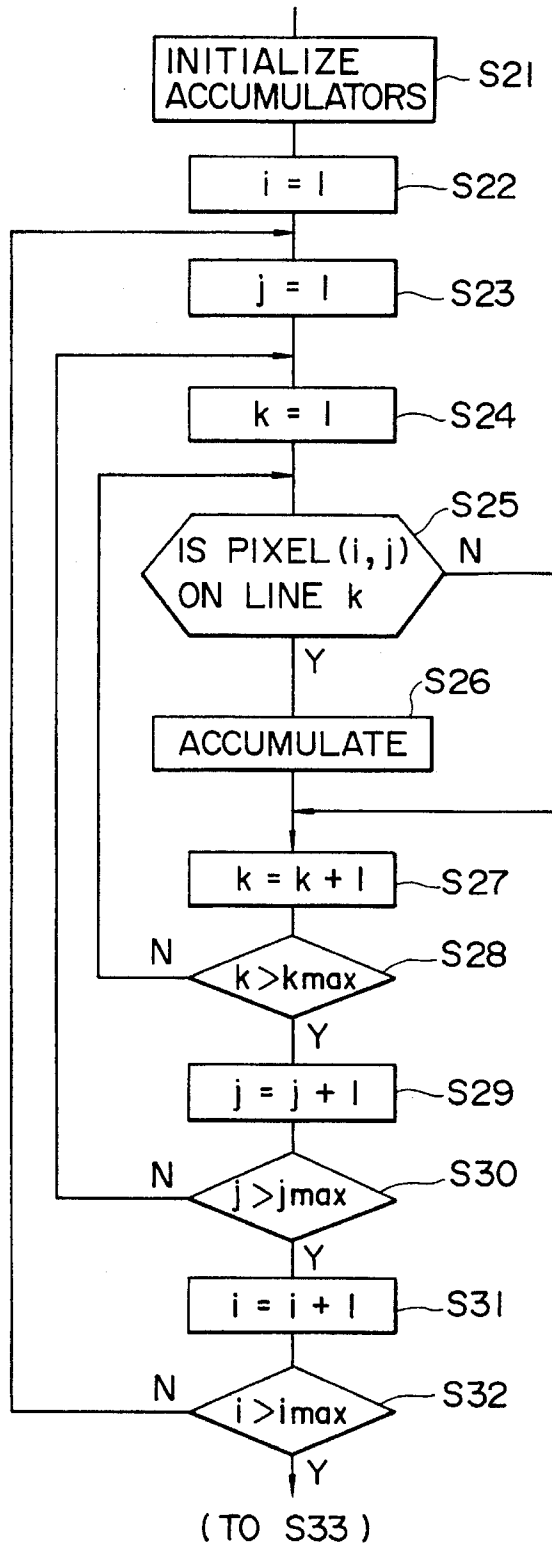 INITIALIZE
ACCUMULATORS
S21
i = 1
S22
j = 1
S23
k = 1
S24
S25
IS PIXEL (i, j)
ON LINE k
N
Y
S26
ACCUMULATE
k = k + 1
S27
N
k > kmax
S28
Y
j = j + 1
S29
N
j > jmax
S30
Y
i = i + 1
S31
N
i > imax
S32
Y
(TO S33)